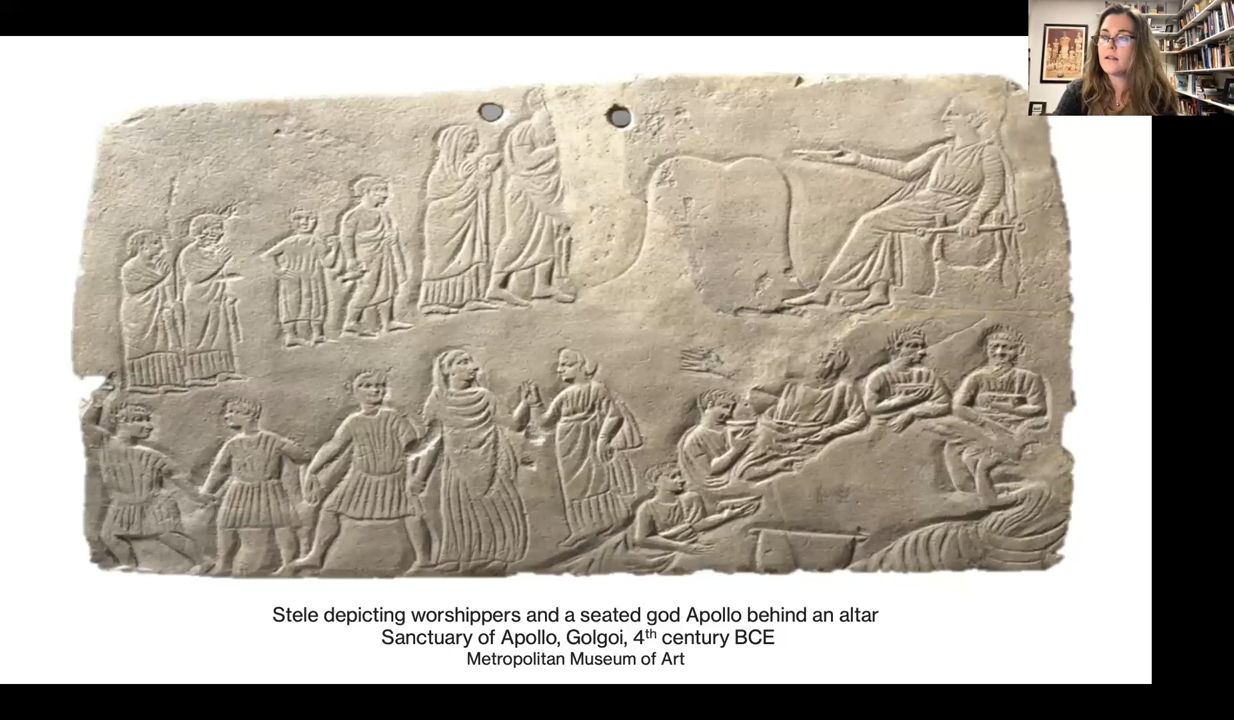 Stele depicting worshippers and a seated god Apollo behind an altar
Sanctuary of Apollo, Golgoi, 4th century BCE
Metropolitan Museum of Art